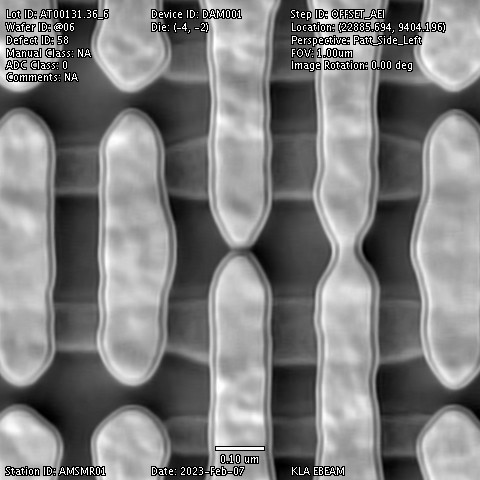 Lot ID: AT00131.36_6 Device ID: DAM001 Step ID: OFFSET_AEI
Wafer ID: @06 Die: (-4, -2) Location: (22885.694, 9404.196)
Defect ID: 58 Perspective: Patt_Side_Left
Manual Class: NA FOV: 1.00um
ADC Class: 0 Image Rotation: 0.00 deg
Comments: NA
0.10 um
Station ID: AMSMR01 Date: 2023-Feb-07 KLA EBEAM